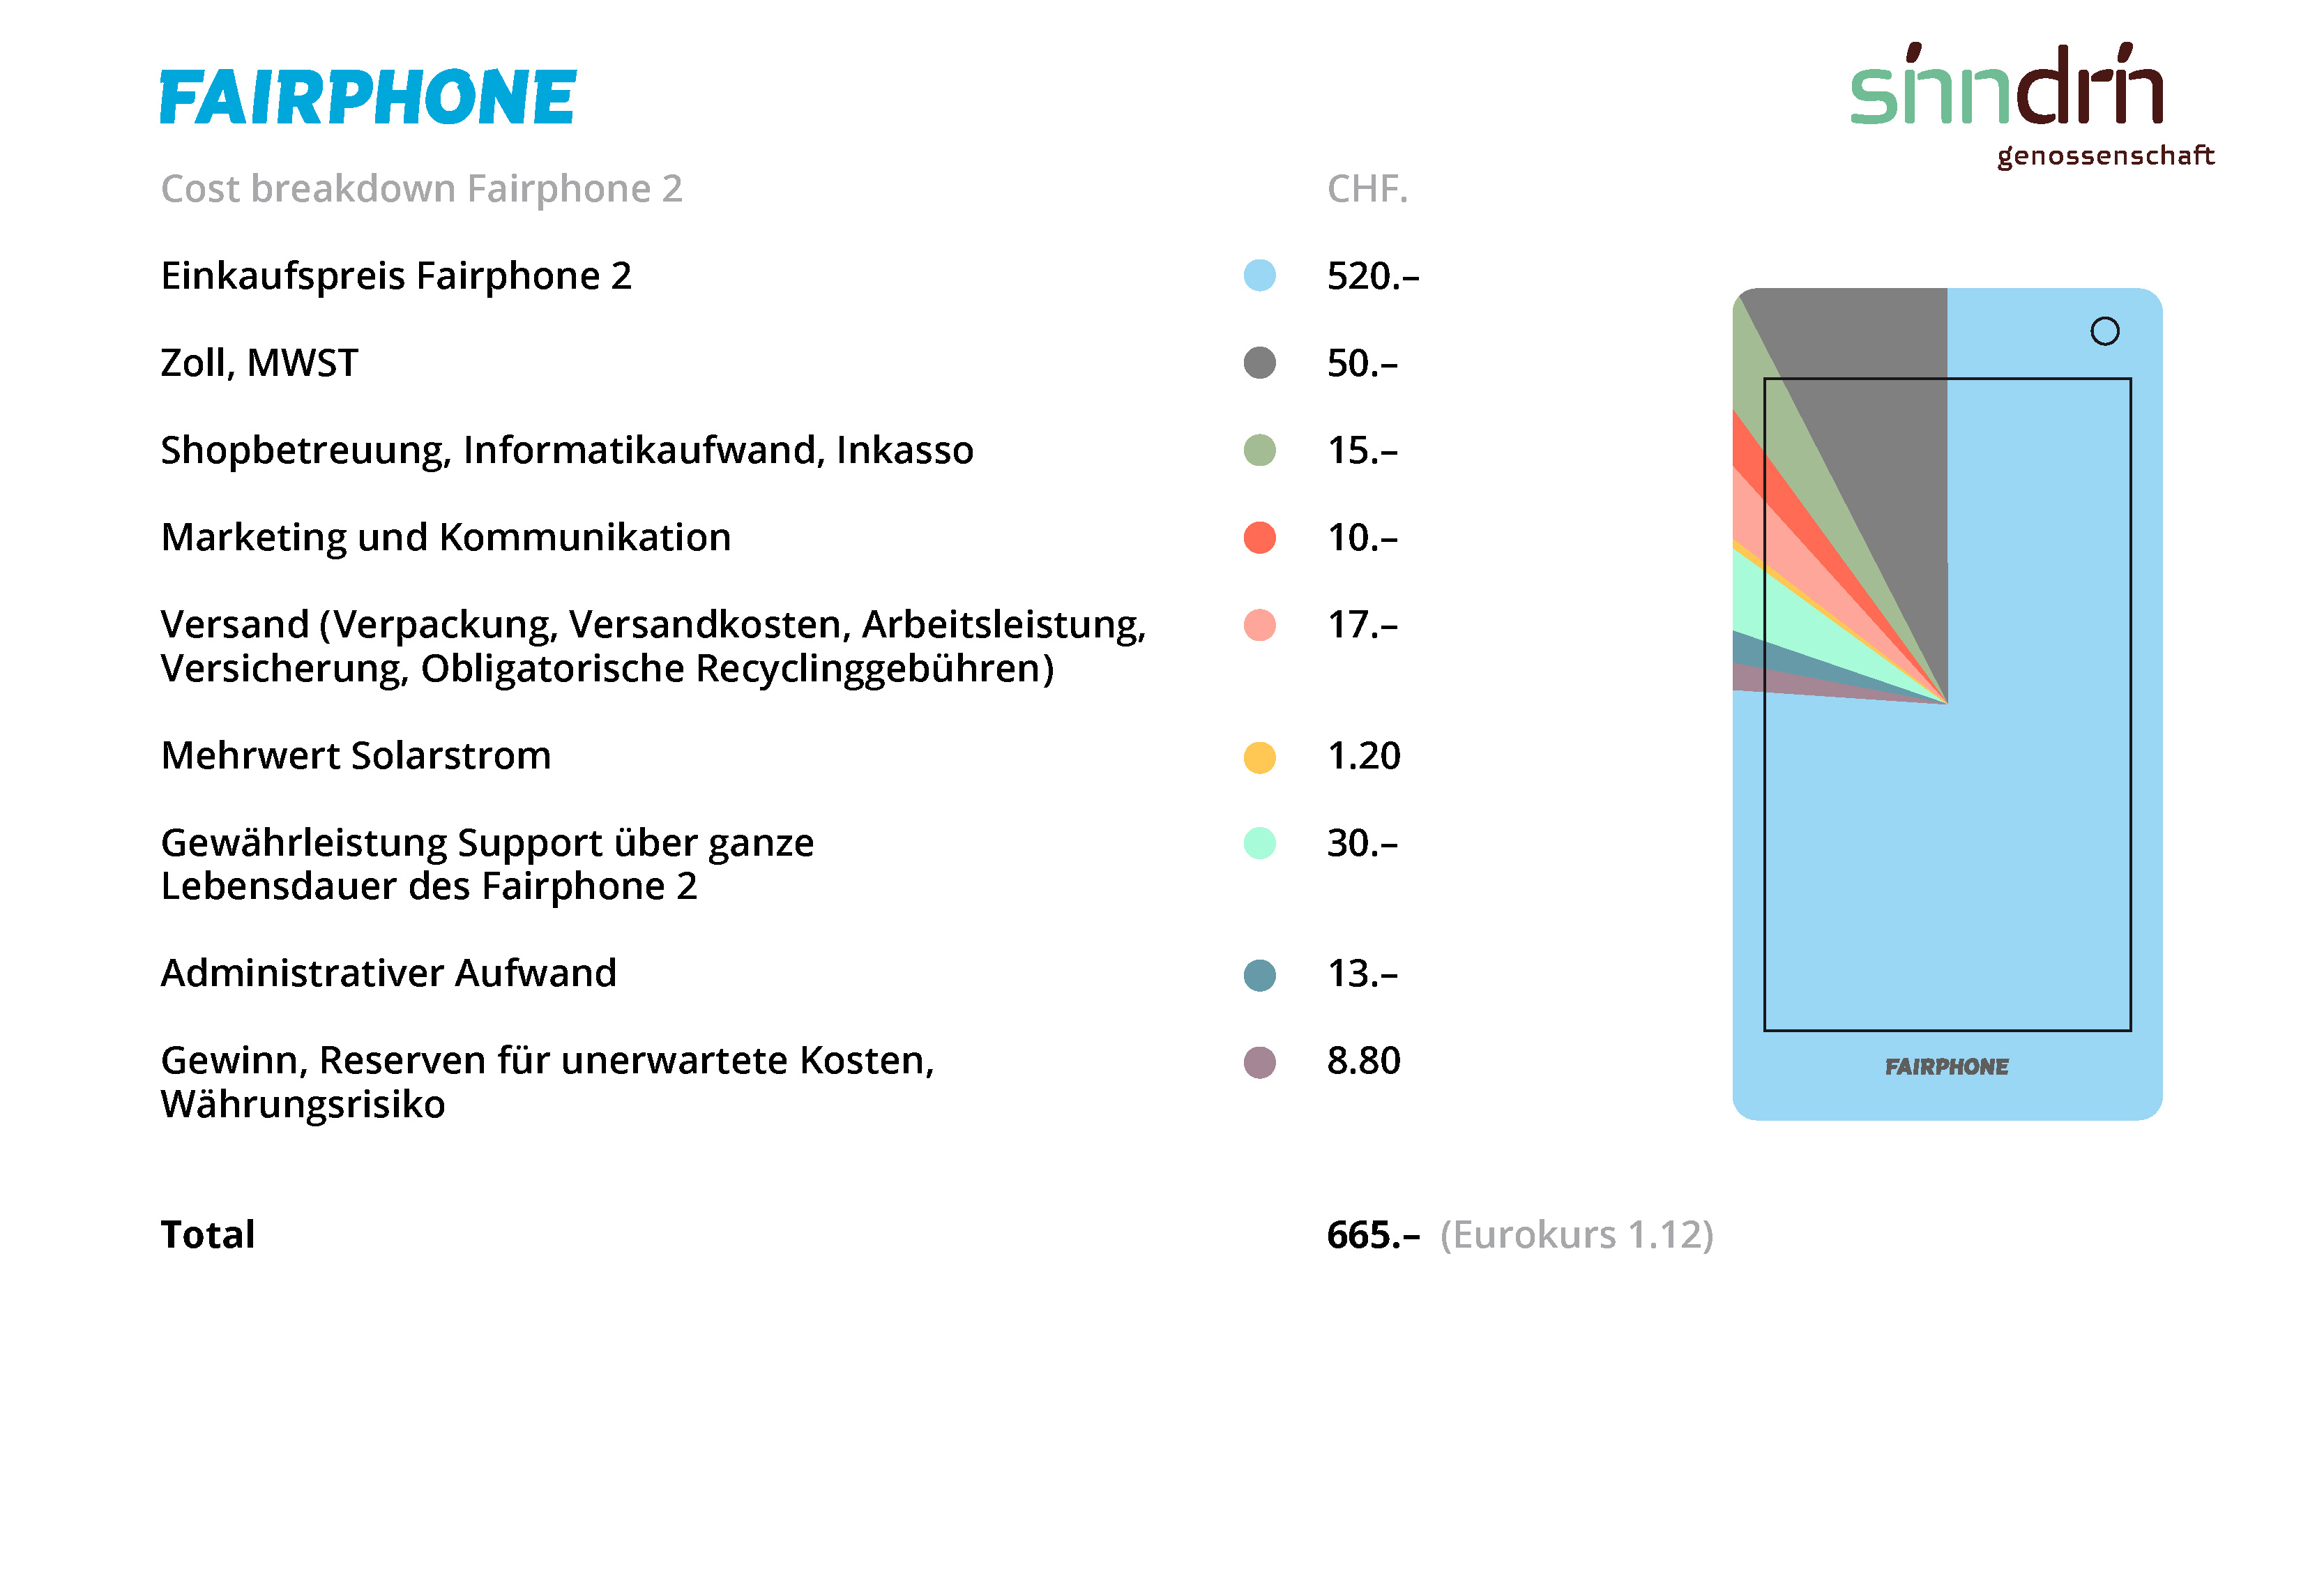 FAIRPHONE
sinndrin
genossenschaft
Cost breakdown Fairphone 2 CHF.
Einkaufspreis Fairphone 2 520.–
Zoll, MWST 50.–
Shopbetreuung, Informatikaufwand, Inkasso 15.–
Marketing und Kommunikation 10.–
Versand (Verpackung, Versandkosten, Arbeitsleistung, 17.–
Versicherung, Obligatorische Recyclinggebühren)
Mehrwert Solarstrom 1.20
Gewährleistung Support über ganze 30.–
Lebensdauer des Fairphone 2
Administrativer Aufwand 13.–
Gewinn, Reserven für unerwartete Kosten, 8.80
Währungsrisiko
FAIRPHONE
Total 665.– (Eurokurs 1.12)